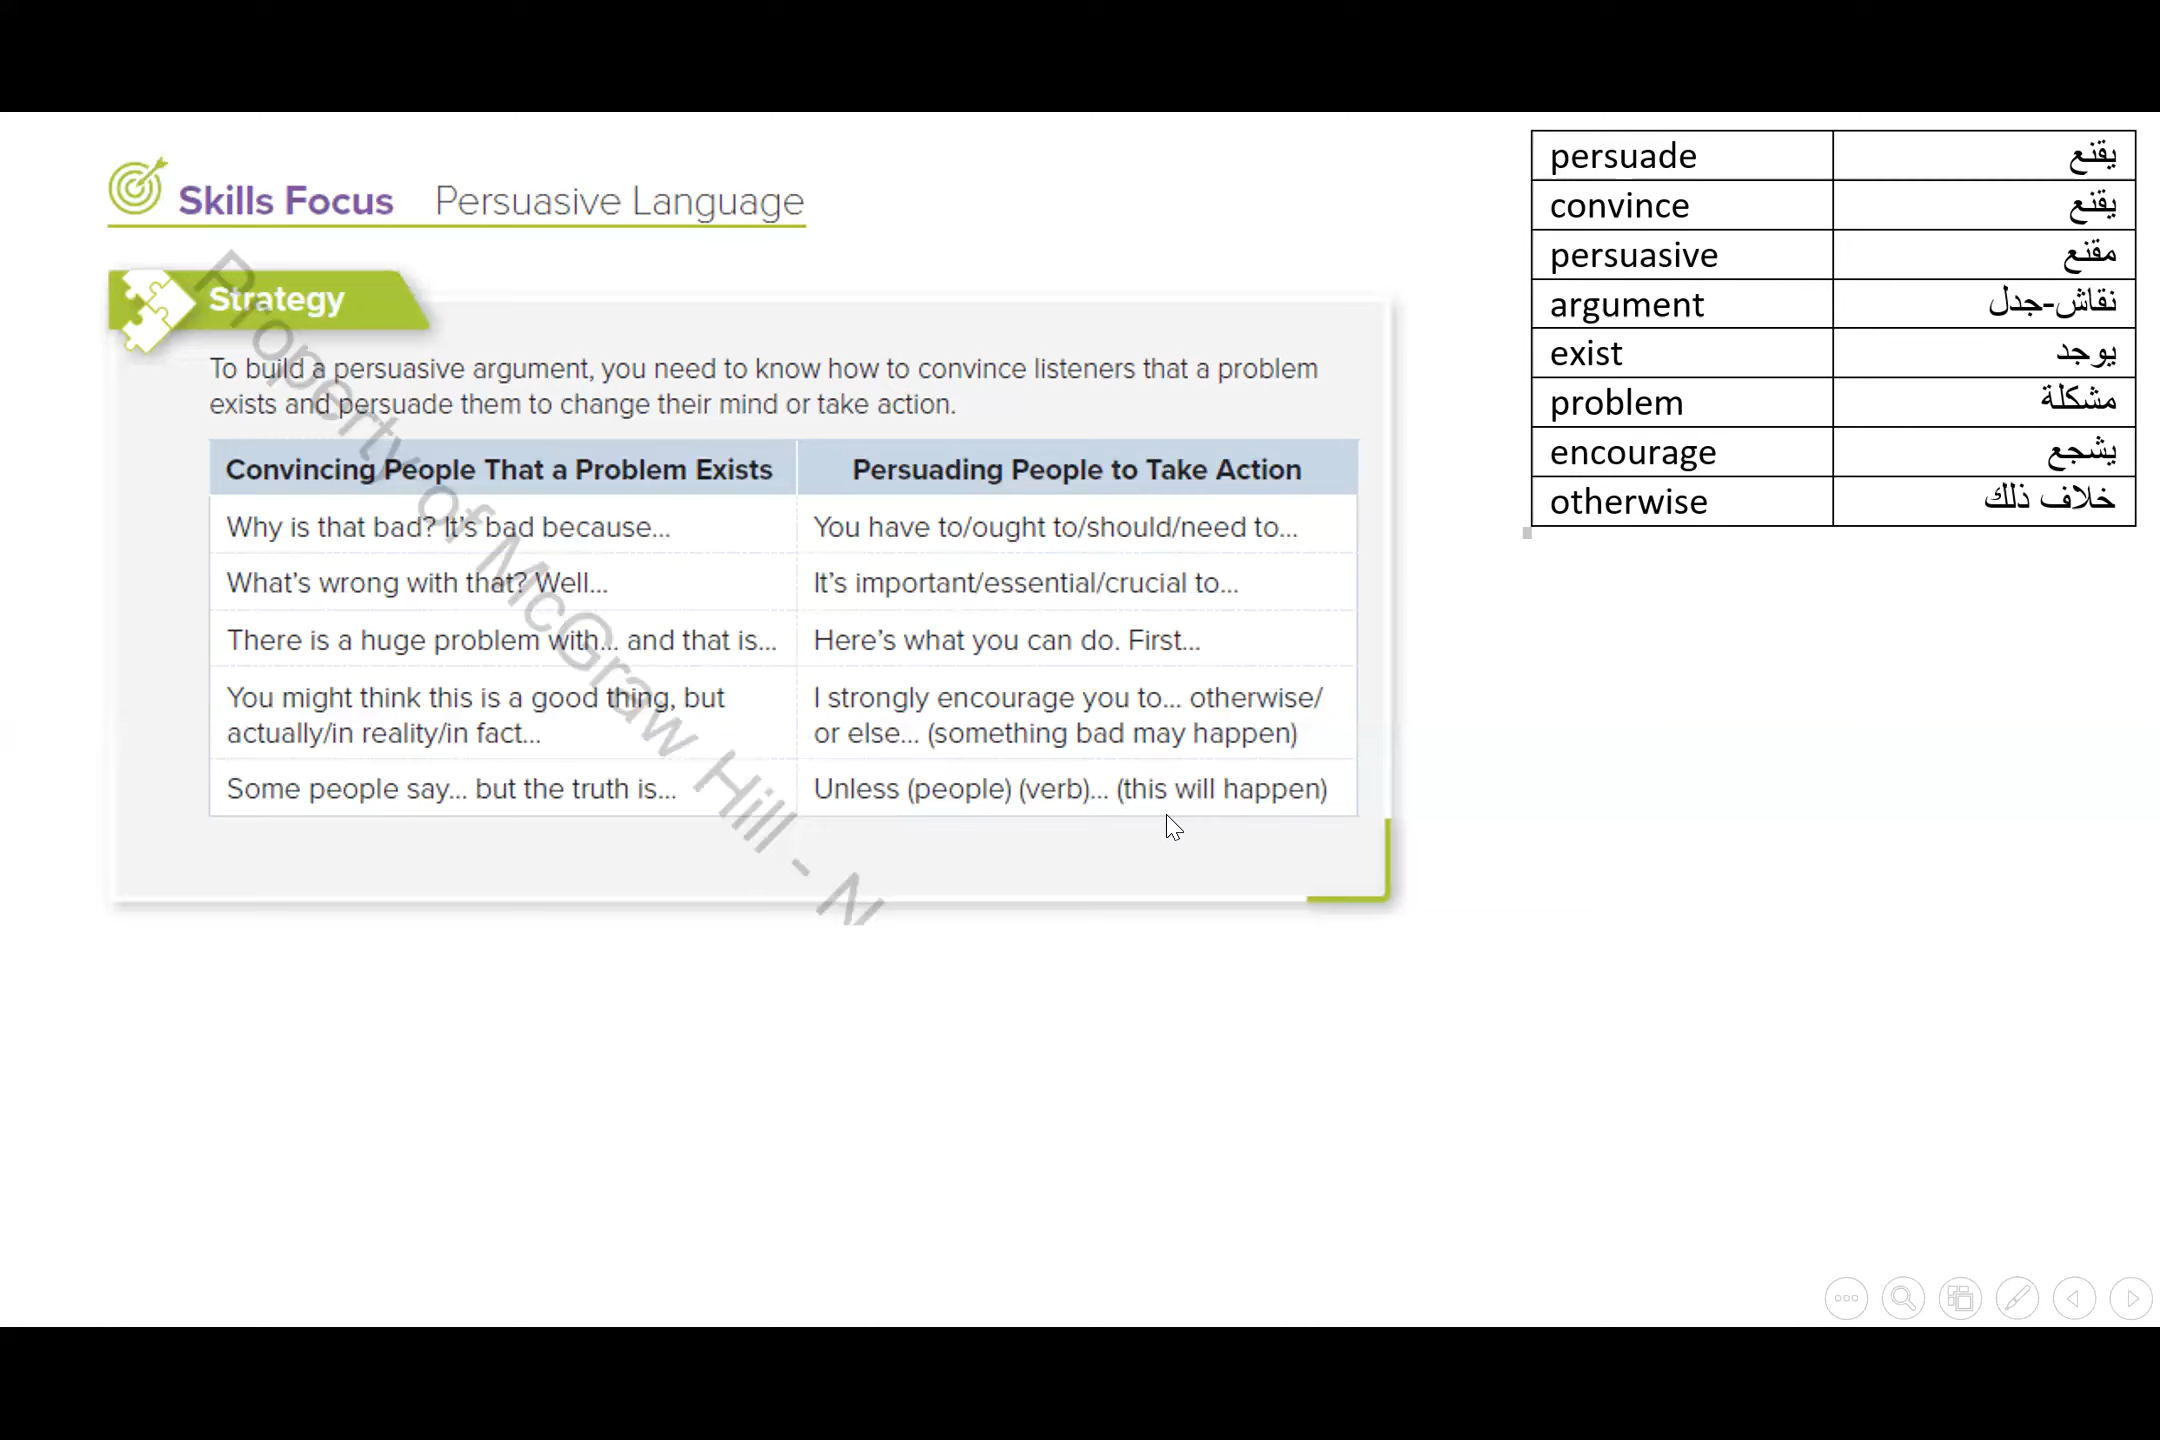 Skills Focus Persuasive Language
Strategy
To build a persuasive argument, you need to know how to convince listeners that a problem
exists and persuade them to change their mind or take action.
Convincing People That a Problem Exists Persuading People to Take Action
Why is that bad? It's bad because... You have to/ought to/should/need to...
What's wrong with that? Well... It's important/essential/crucial to...
There is a huge problem with... and that is... Here's what you can do. First...
You might think this is a good thing, but
actually/in reality/in fact...
I strongly encourage you to... otherwise/
or else... (something bad may happen)
Some people say... but the truth is... Unless (people) (verb)... (this will happen)
Property of McGraw Hill - N
persuade يقنع
convince يقنع
persuasive مقنع
argument نقاش-جدل
exist يوجد
problem مشكلة
encourage يشجع
otherwise خلاف ذلك